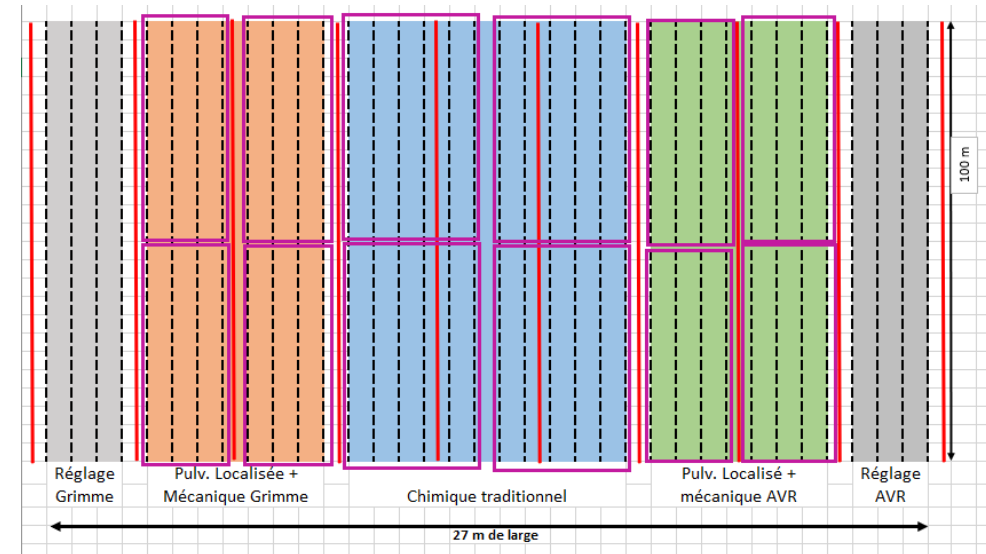 100 m
Réglage
Grimme
Pulv. Localisée +
Mécanique Grimme
Chimique traditionnel
Pulv. Localisé +
mécanique AVR
Réglage
AVR
27 m de large